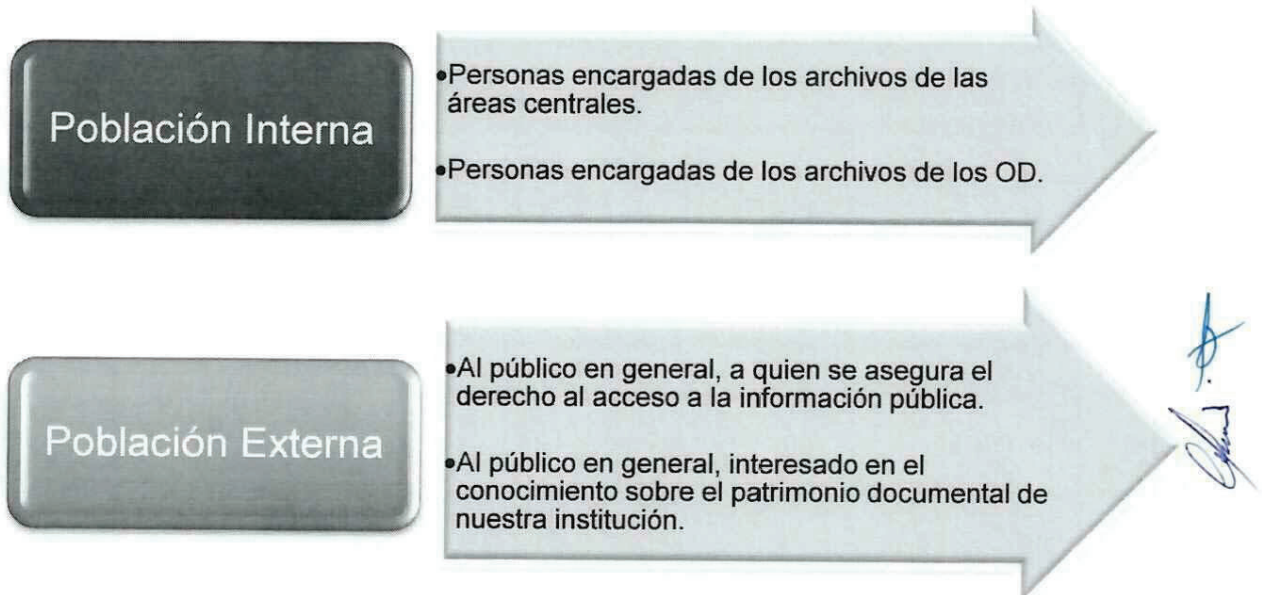 Población Interna
•Personas encargadas de los archivos de las
áreas centrales.
•Personas encargadas de los archivos de los OD.
Población Externa
•Al público en general, a quien se asegura el
derecho al acceso a la información pública.
•Al público en general, interesado en el
conocimiento sobre el patrimonio documental de
nuestra institución.